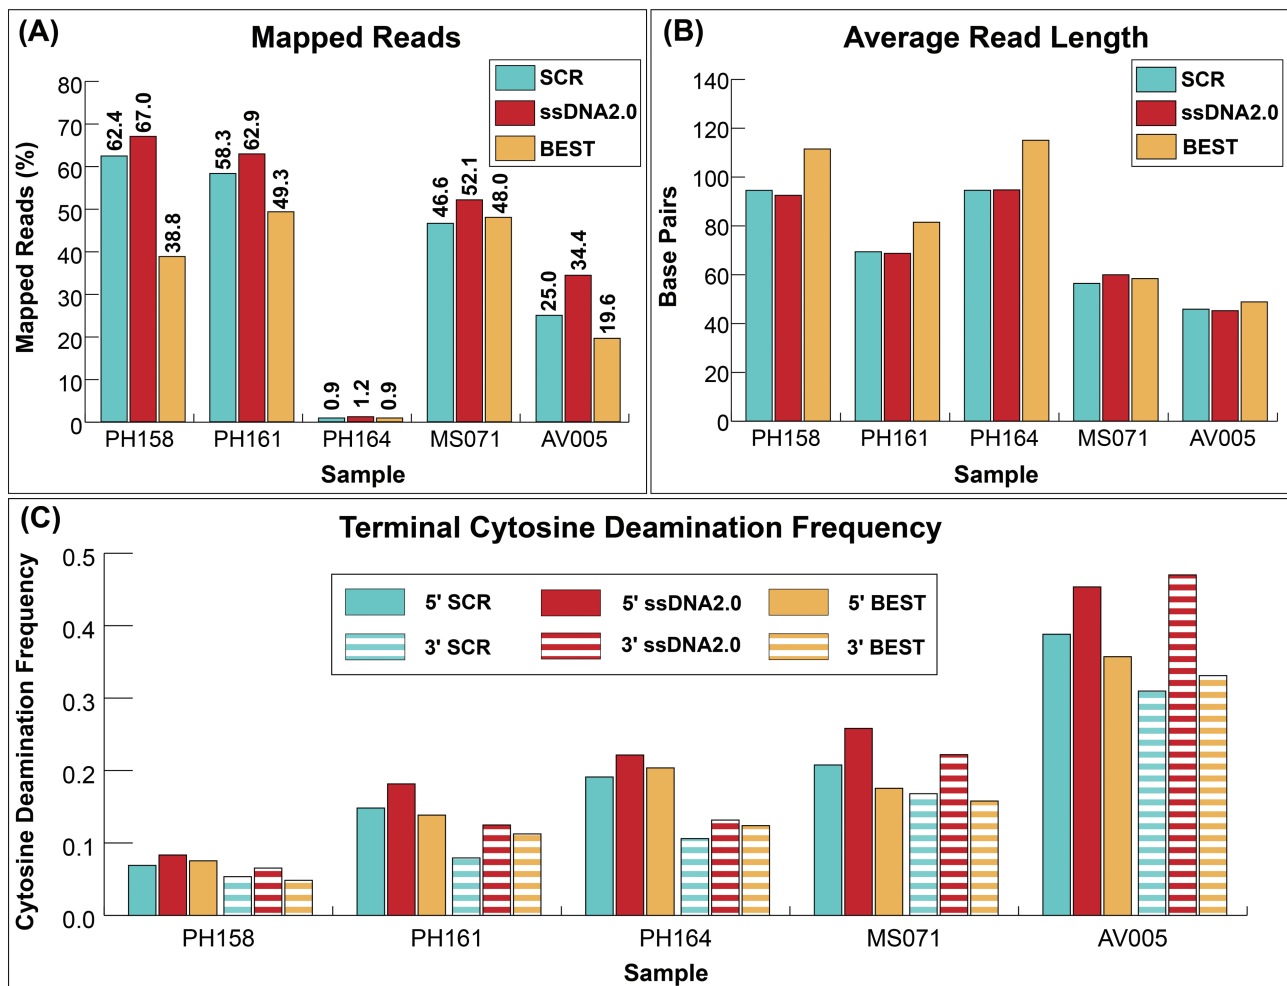 (A)
Mapped Reads
SCR
ssDNA2.0
BEST
Mapped Reads (%)
80
70
60
50
40
30
20
10
0
62.4
67.0
38.8
58.3
62.9
49.3
0.9
1.2
0.9
46.6
52.1
48.0
25.0
34.4
19.6
PH158 PH161 PH164 MS071 AV005
Sample
(B)
Average Read Length
SCR
ssDNA2.0
BEST
Base Pairs
140
120
100
80
60
40
20
0
PH158 PH161 PH164 MS071 AV005
Sample
(C)
Terminal Cytosine Deamination Frequency
5' SCR 5' ssDNA2.0 5' BEST
3' SCR 3' ssDNA2.0 3' BEST
Cytosine Deamination Frequency
0.5
0.4
0.3
0.2
0.1
0.0
PH158 PH161 PH164 MS071 AV005
Sample